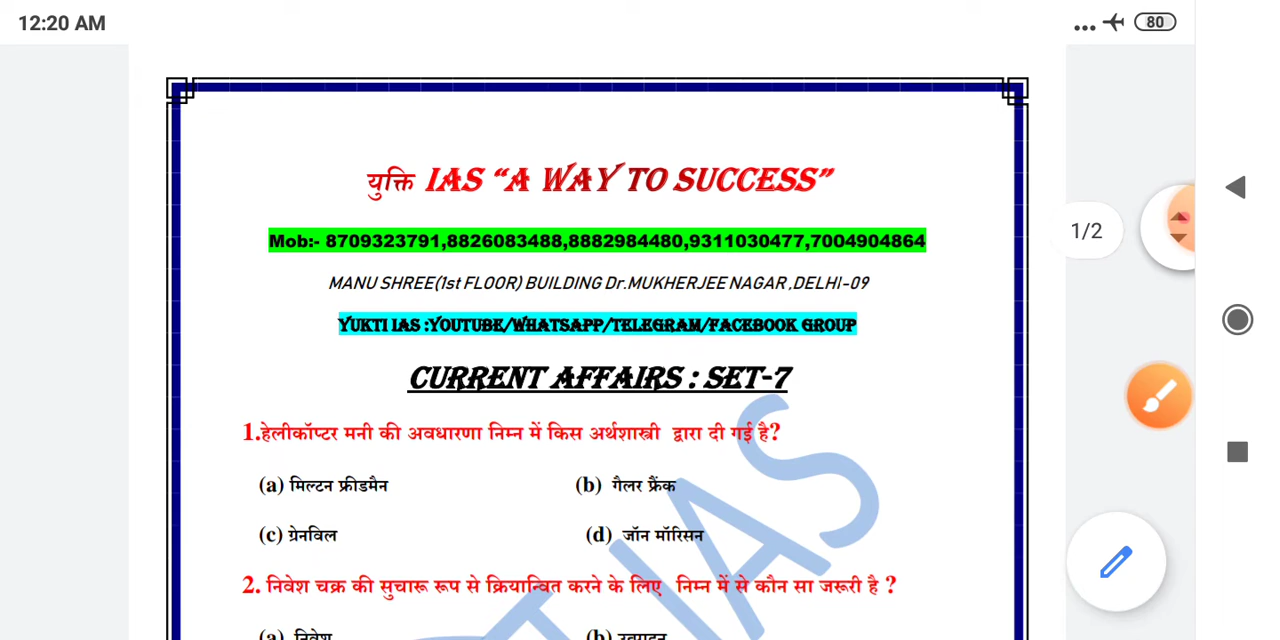 12:20 AM
80
युक्ति IAS “A WAY TO SUCCESS”
Mob:- 8709323791,8826083488,8882984480,9311030477,7004904864
MANU SHREE(1st FLOOR) BUILDING Dr.MUKHERJEE NAGAR ,DELHI-09
1/2
YUKTI IAS :YOUTUBE/WHATSAPP/TELEGRAM/FACEBOOK GROUP
CURRENT AFFAIRS : SET-7
1.हेलीकॉप्टर मनी की अवधारणा निम्न में किस अर्थशास्त्री द्वारा दी गई है?
(a) मिल्टन फ्रीडमैन (b) गैलर फ्रैंक
(c) ग्रेनविल (d) जॉन मॉरिसन
2. निवेश चक्र की सुचारू रूप से क्रियान्वित करने के लिए निम्न में से कौन सा जरूरी है ?
(a) निवेश (b)
IAS